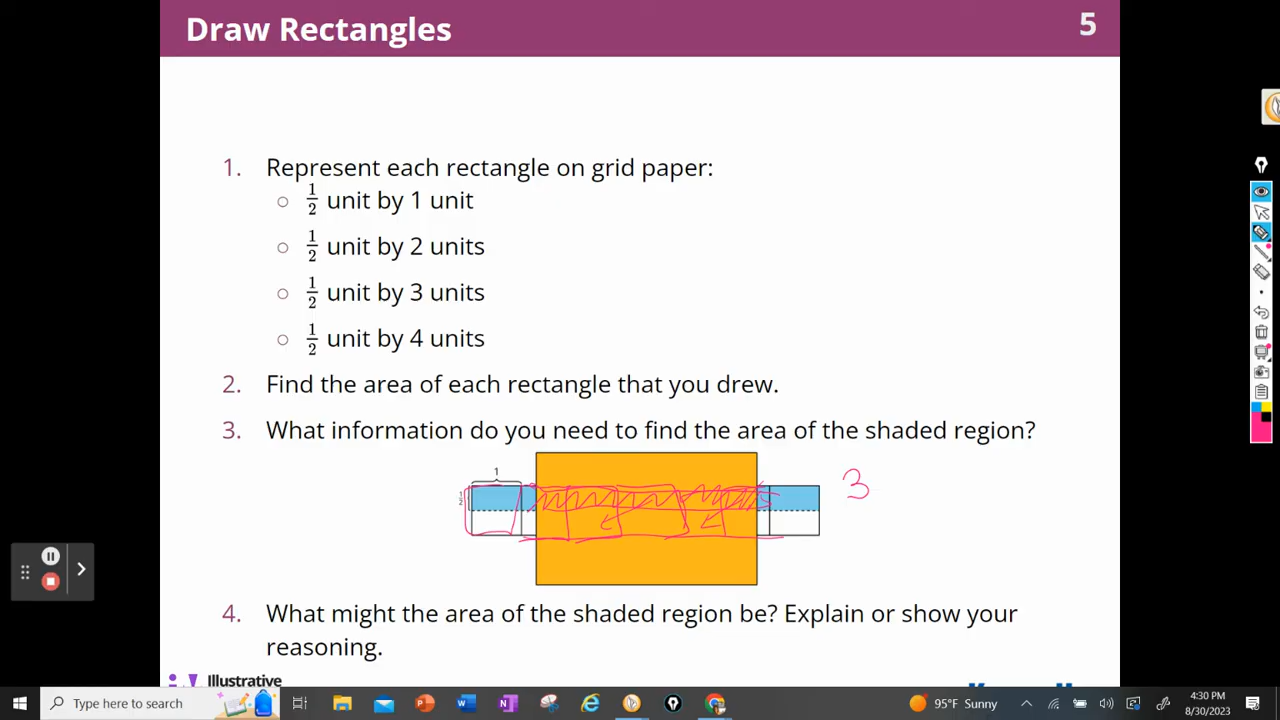 Draw Rectangles
5
1. Represent each rectangle on grid paper:
○ 1/2 unit by 1 unit
○ 1/2 unit by 2 units
○ 1/2 unit by 3 units
○ 1/2 unit by 4 units
2. Find the area of each rectangle that you drew.
3. What information do you need to find the area of the shaded region?
1
1/2
3
4. What might the area of the shaded region be? Explain or show your
reasoning.
Illustrative
Type here to search
95°F Sunny
4:30 PM
8/30/2023